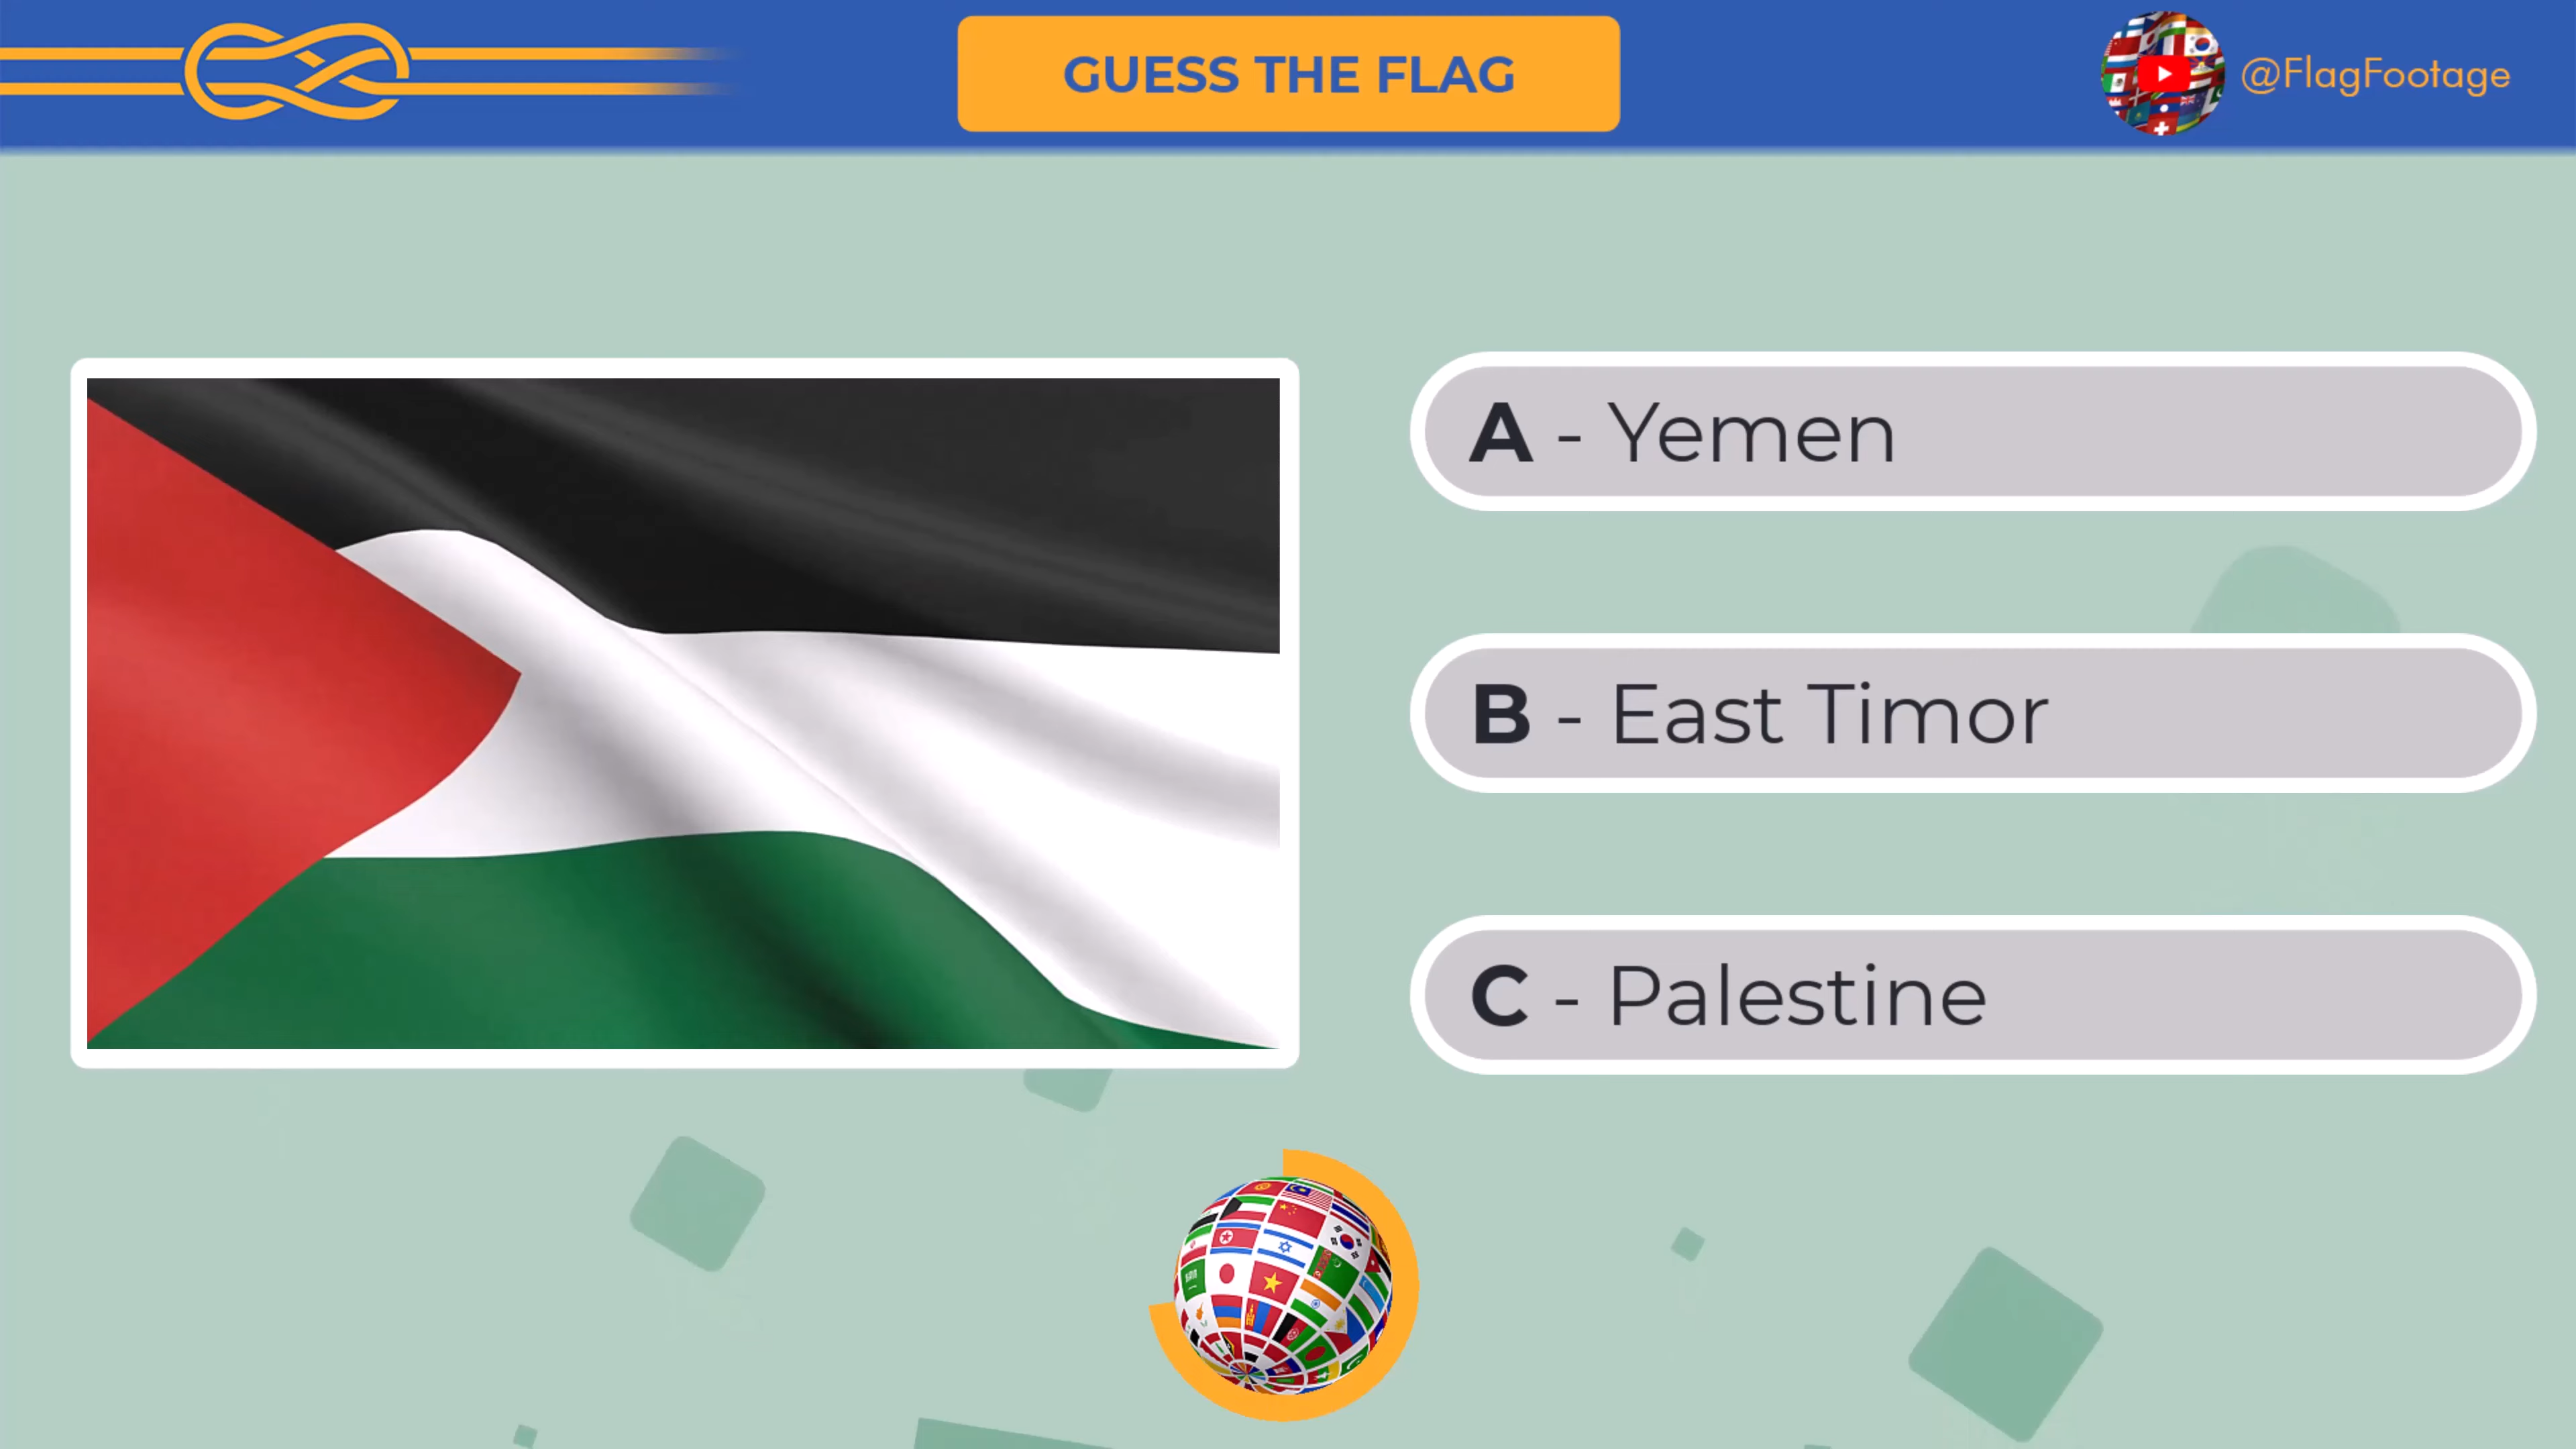 GUESS THE FLAG
@FlagFootage
A - Yemen
B - East Timor
C - Palestine